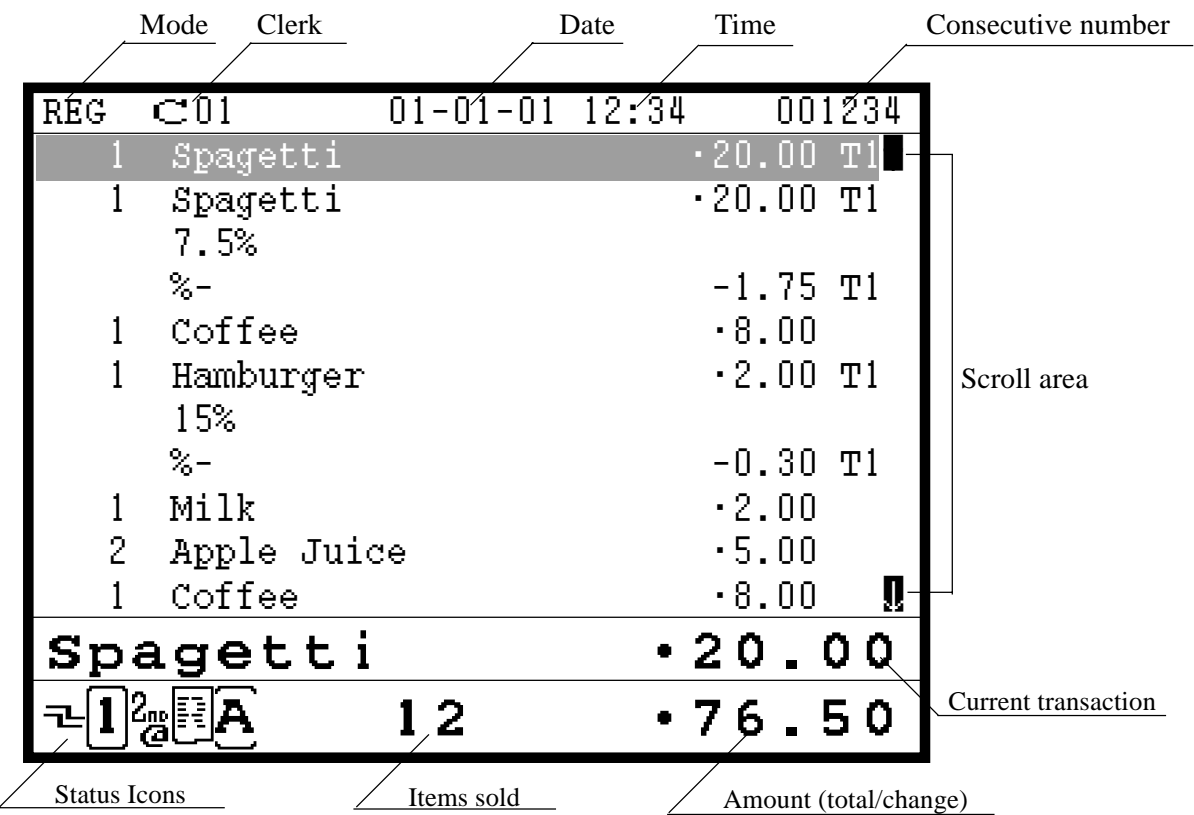 Mode Clerk Date Time Consecutive number
REG C01 01-01-01 12:34 001234
1 Spagetti ·20.00 T1
1 Spagetti ·20.00 T1
7.5%
%- -1.75 T1
1 Coffee ·8.00
1 Hamburger ·2.00 T1
Scroll area
15%
%- -0.30 T1
1 Milk ·2.00
2 Apple Juice ·5.00
1 Coffee ·8.00
Spagetti ·20.00
Current transaction
1 2ND @ R A 12 ·76.50
Status Icons Items sold Amount (total/change)